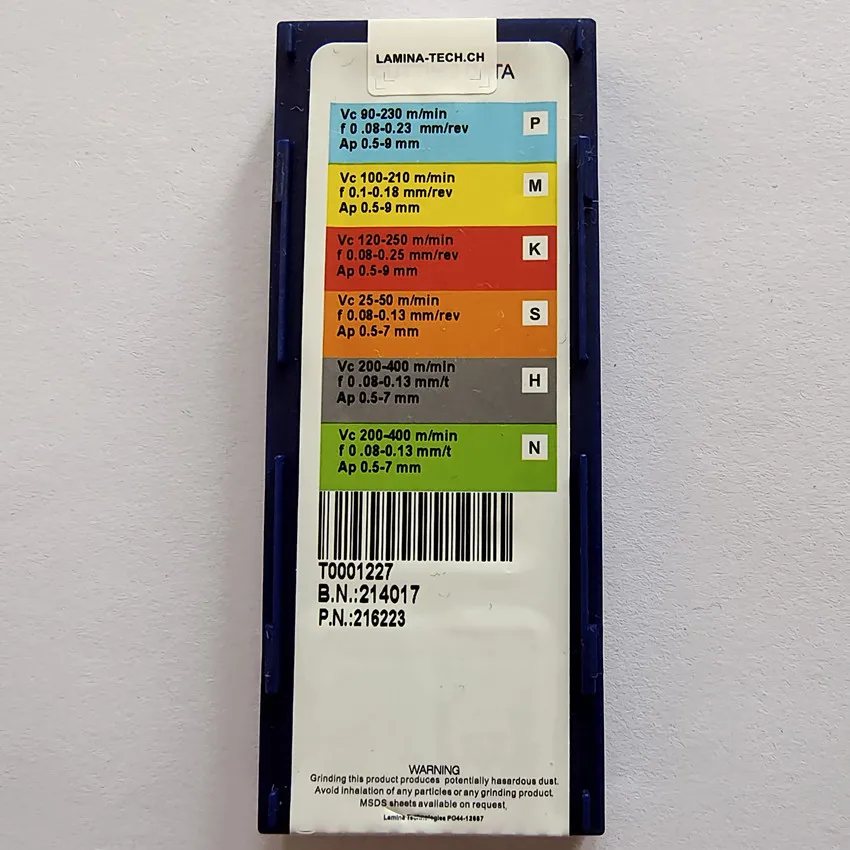 LAMINA-TECH.CH
TA
Vc 90-230 m/min
f 0 .08-0.23 mm/rev
Ap 0.5-9 mm
P
Vc 100-210 m/min
f 0.1-0.18 mm/rev
Ap 0.5-9 mm
M
Vc 120-250 m/min
f 0.08-0.25 mm/rev
Ap 0.5-9 mm
K
Vc 25-50 m/min
f 0.08-0.13 mm/rev
Ap 0.5-7 mm
S
Vc 200-400 m/min
f 0 .08-0.13 mm/t
Ap 0.5-7 mm
H
Vc 200-400 m/min
f 0 .08-0.13 mm/t
Ap 0.5-7 mm
N
T0001227
B.N.:214017
P.N.:216223
WARNING
Grinding this product produces potentially hazardous dust.
Avoid inhalation of any particles or any grinding product.
MSDS sheets available on request.
Lamina Technologies PO44-12887